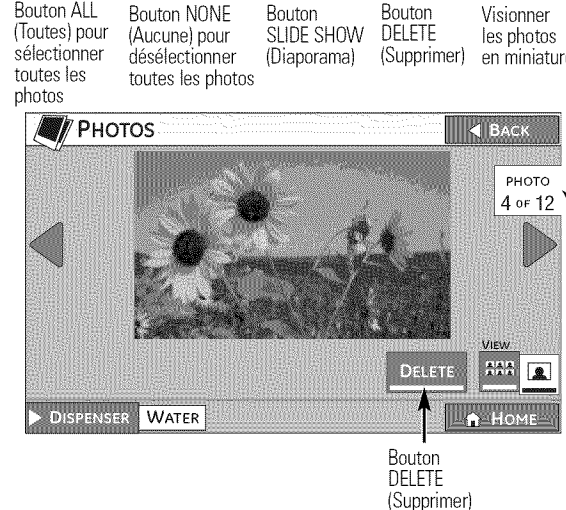 Bouton ALL
(Toutes) pour
sélectionner
toutes les
photos
Bouton NONE
(Aucune) pour
désélectionner
toutes les photos
Bouton
SLIDE SHOW
(Diaporama)
Bouton
DELETE
(Supprimer)
Visionner
les photos
en miniatur
PHOTOS
BACK
PHOTO
4 OF 12
VIEW
DELETE
DISPENSER WATER
HOME
Bouton
DELETE
(Supprimer)